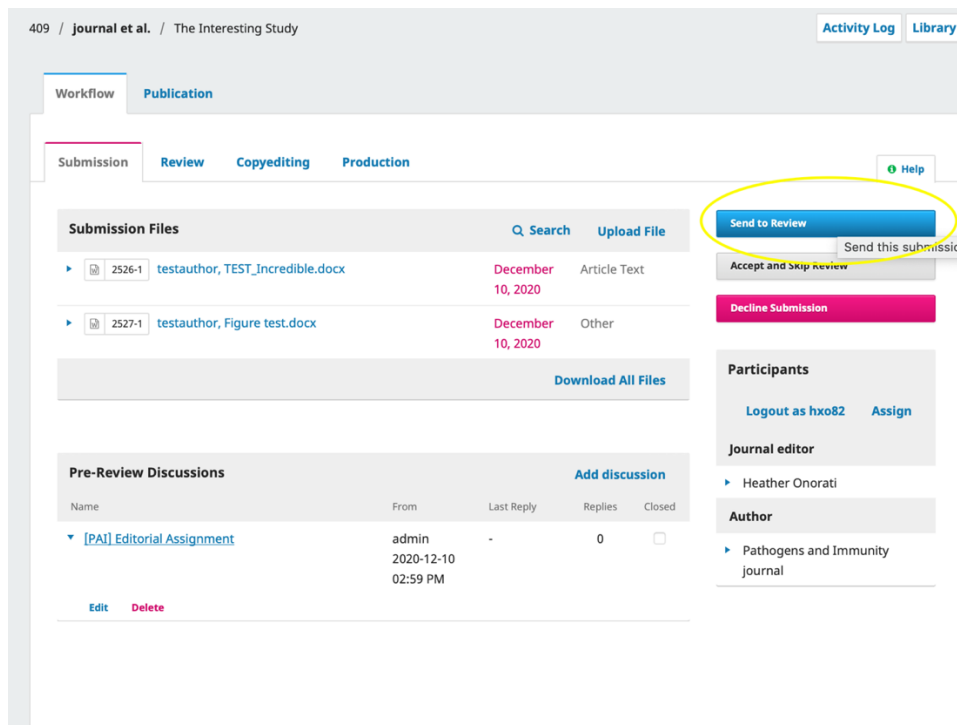 409 / journal et al. / The Interesting Study
Activity Log
Library
Workflow
Publication
Submission
Review
Copyediting
Production
Help
Submission Files
Search
Upload File
2526-1
testauthor, TEST_Incredible.docx
December
10, 2020
Article Text
2527-1
testauthor, Figure test.docx
December
10, 2020
Other
Download All Files
Pre-Review Discussions
Add discussion
Name
From
Last Reply
Replies
Closed
[PAI] Editorial Assignment
admin
2020-12-10
02:59 PM
-
0
Edit
Delete
Send to Review
Send this submissio
Accept and Skip Review
Decline Submission
Participants
Logout as hxo82
Assign
Journal editor
Heather Onorati
Author
Pathogens and Immunity
journal